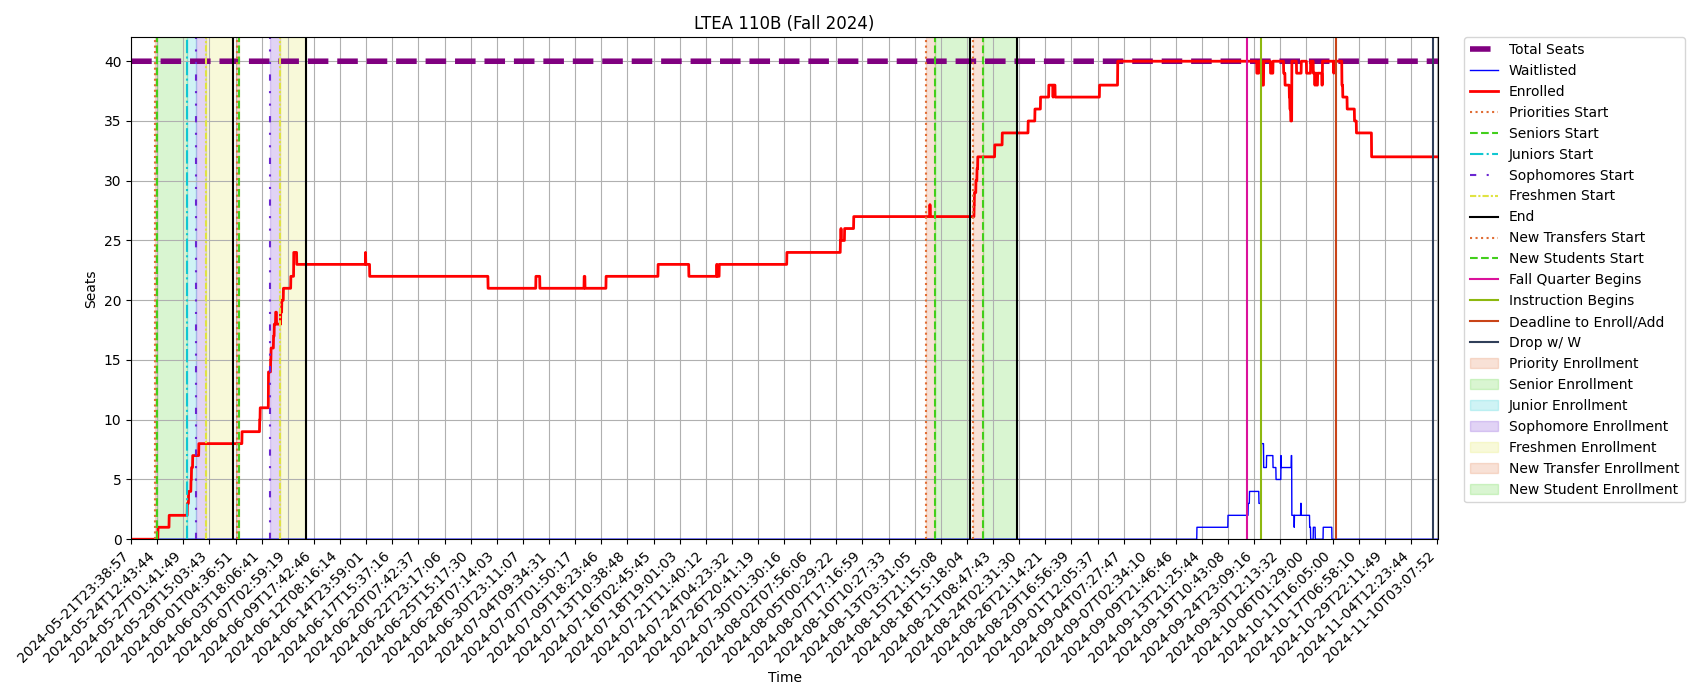 LTEA 110B (Fall 2024)
Seats
40
35
30
25
20
15
10
5
0
2024-05-21T23:38:57
2024-05-24T12:43:44
2024-05-27T01:41:49
2024-05-29T15:03:43
2024-06-01T04:36:51
2024-06-03T18:06:41
2024-06-07T02:59:19
2024-06-09T17:42:46
2024-06-12T08:16:14
2024-06-14T23:59:01
2024-06-17T15:37:16
2024-06-20T07:42:37
2024-06-22T23:17:06
2024-06-25T15:17:30
2024-06-28T07:14:03
2024-06-30T23:11:07
2024-07-04T09:34:31
2024-07-07T01:50:17
2024-07-09T18:23:46
2024-07-13T10:38:48
2024-07-16T02:45:45
2024-07-18T19:01:03
2024-07-21T11:40:12
2024-07-24T04:23:32
2024-07-26T20:41:19
2024-07-30T01:30:16
2024-08-02T07:56:06
2024-08-05T00:29:22
2024-08-07T17:16:59
2024-08-10T10:27:33
2024-08-13T03:31:05
2024-08-15T21:15:08
2024-08-18T15:18:04
2024-08-21T08:47:43
2024-08-24T02:31:30
2024-08-26T21:14:21
2024-08-29T16:56:39
2024-09-01T12:05:37
2024-09-04T07:27:47
2024-09-07T02:34:10
2024-09-09T21:46:46
2024-09-13T21:25:44
2024-09-19T10:43:08
2024-09-24T23:09:16
2024-09-30T12:13:32
2024-10-06T01:29:00
2024-10-11T16:05:00
2024-10-17T06:58:10
2024-10-29T22:11:49
2024-11-04T12:23:44
2024-11-10T03:07:52
Time
Total Seats
Waitlisted
Enrolled
Priorities Start
Seniors Start
Juniors Start
Sophomores Start
Freshmen Start
End
New Transfers Start
New Students Start
Fall Quarter Begins
Instruction Begins
Deadline to Enroll/Add
Drop w/ W
Priority Enrollment
Senior Enrollment
Junior Enrollment
Sophomore Enrollment
Freshmen Enrollment
New Transfer Enrollment
New Student Enrollment